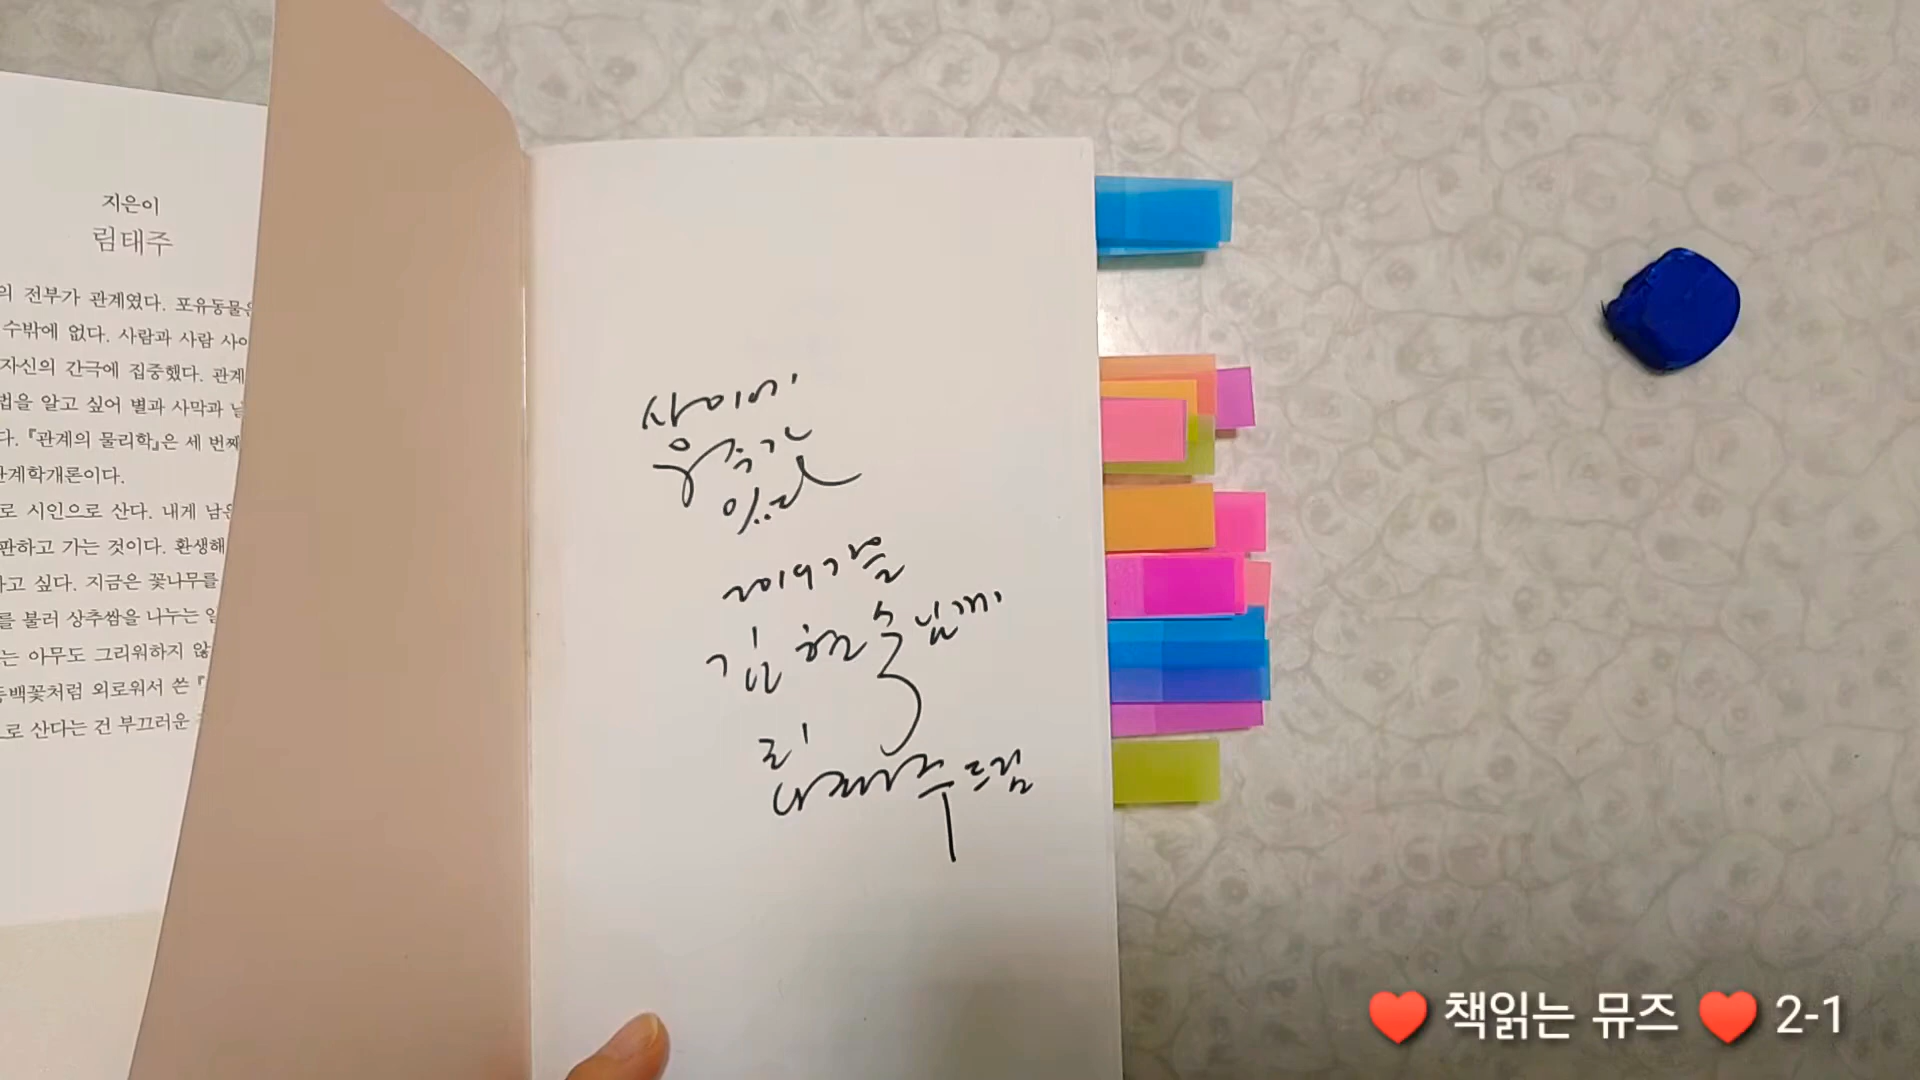 지은이
림태주
의 전부가 관계였다. 포유동물은
수밖에 없다. 사람과 사람 사이
자신의 간극에 집중했다. 관계
법을 알고 싶어 별과 사막과 날
다. 『관계의 물리학』은 세 번째
관계학개론이다.
로 시인으로 산다. 내게 남은
판하고 가는 것이다. 환생해
하고 싶다. 지금은 꽃나무를
를 불러 상추쌈을 나누는 일
는 아무도 그리워하지 않
동백꽃처럼 외로워서 쓴 『
로 산다는 건 부끄러운
사이에
우주가
있다
2019 가을
김현숙 님께
림태주 드림
❤️ 책읽는 뮤즈 ❤️ 2-1